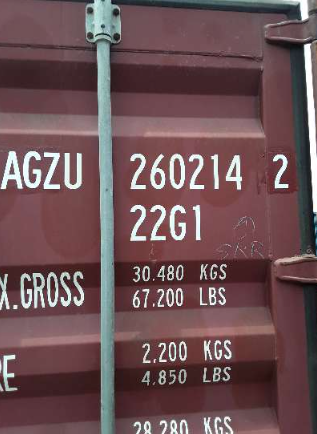 AGZU 260214 2
22G1
SRR
X.GROSS 30.480 KGS
67.200 LBS
RE 2.200 KGS
4.850 LBS
28.280 KGS